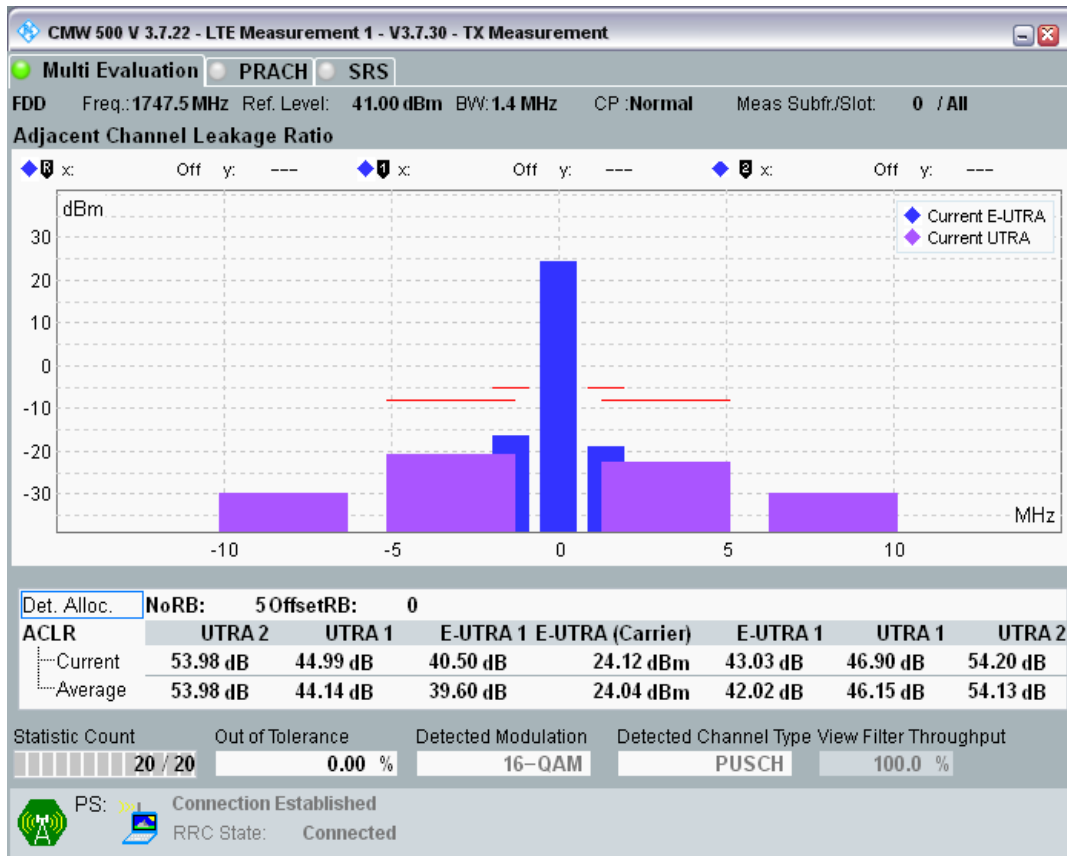 CMW 500 V 3.7.22 - LTE Measurement 1 - V3.7.30 - TX Measurement
Multi Evaluation PRACH SRS
FDD Freq.: 1747.5 MHz Ref. Level: 41.00 dBm BW: 1.4 MHz CP :Normal Meas Subfr./Slot: 0 / All
Adjacent Channel Leakage Ratio
R x: Off y: --- 1 x: Off y: --- 2 x: Off y: ---
dBm
Current E-UTRA
Current UTRA
30
20
10
0
-10
-20
-30
MHz
-10 -5 0 5 10
Det. Alloc. NoRB: 5 OffsetRB: 0
ACLR UTRA 2 UTRA 1 E-UTRA 1 E-UTRA (Carrier) E-UTRA 1 UTRA 1 UTRA 2
Current 53.98 dB 44.99 dB 40.50 dB 24.12 dBm 43.03 dB 46.90 dB 54.20 dB
Average 53.98 dB 44.14 dB 39.60 dB 24.04 dBm 42.02 dB 46.15 dB 54.13 dB
Statistic Count Out of Tolerance Detected Modulation Detected Channel Type View Filter Throughput
20 / 20 0.00 % 16-QAM PUSCH 100.0 %
PS: Connection Established
RRC State: Connected